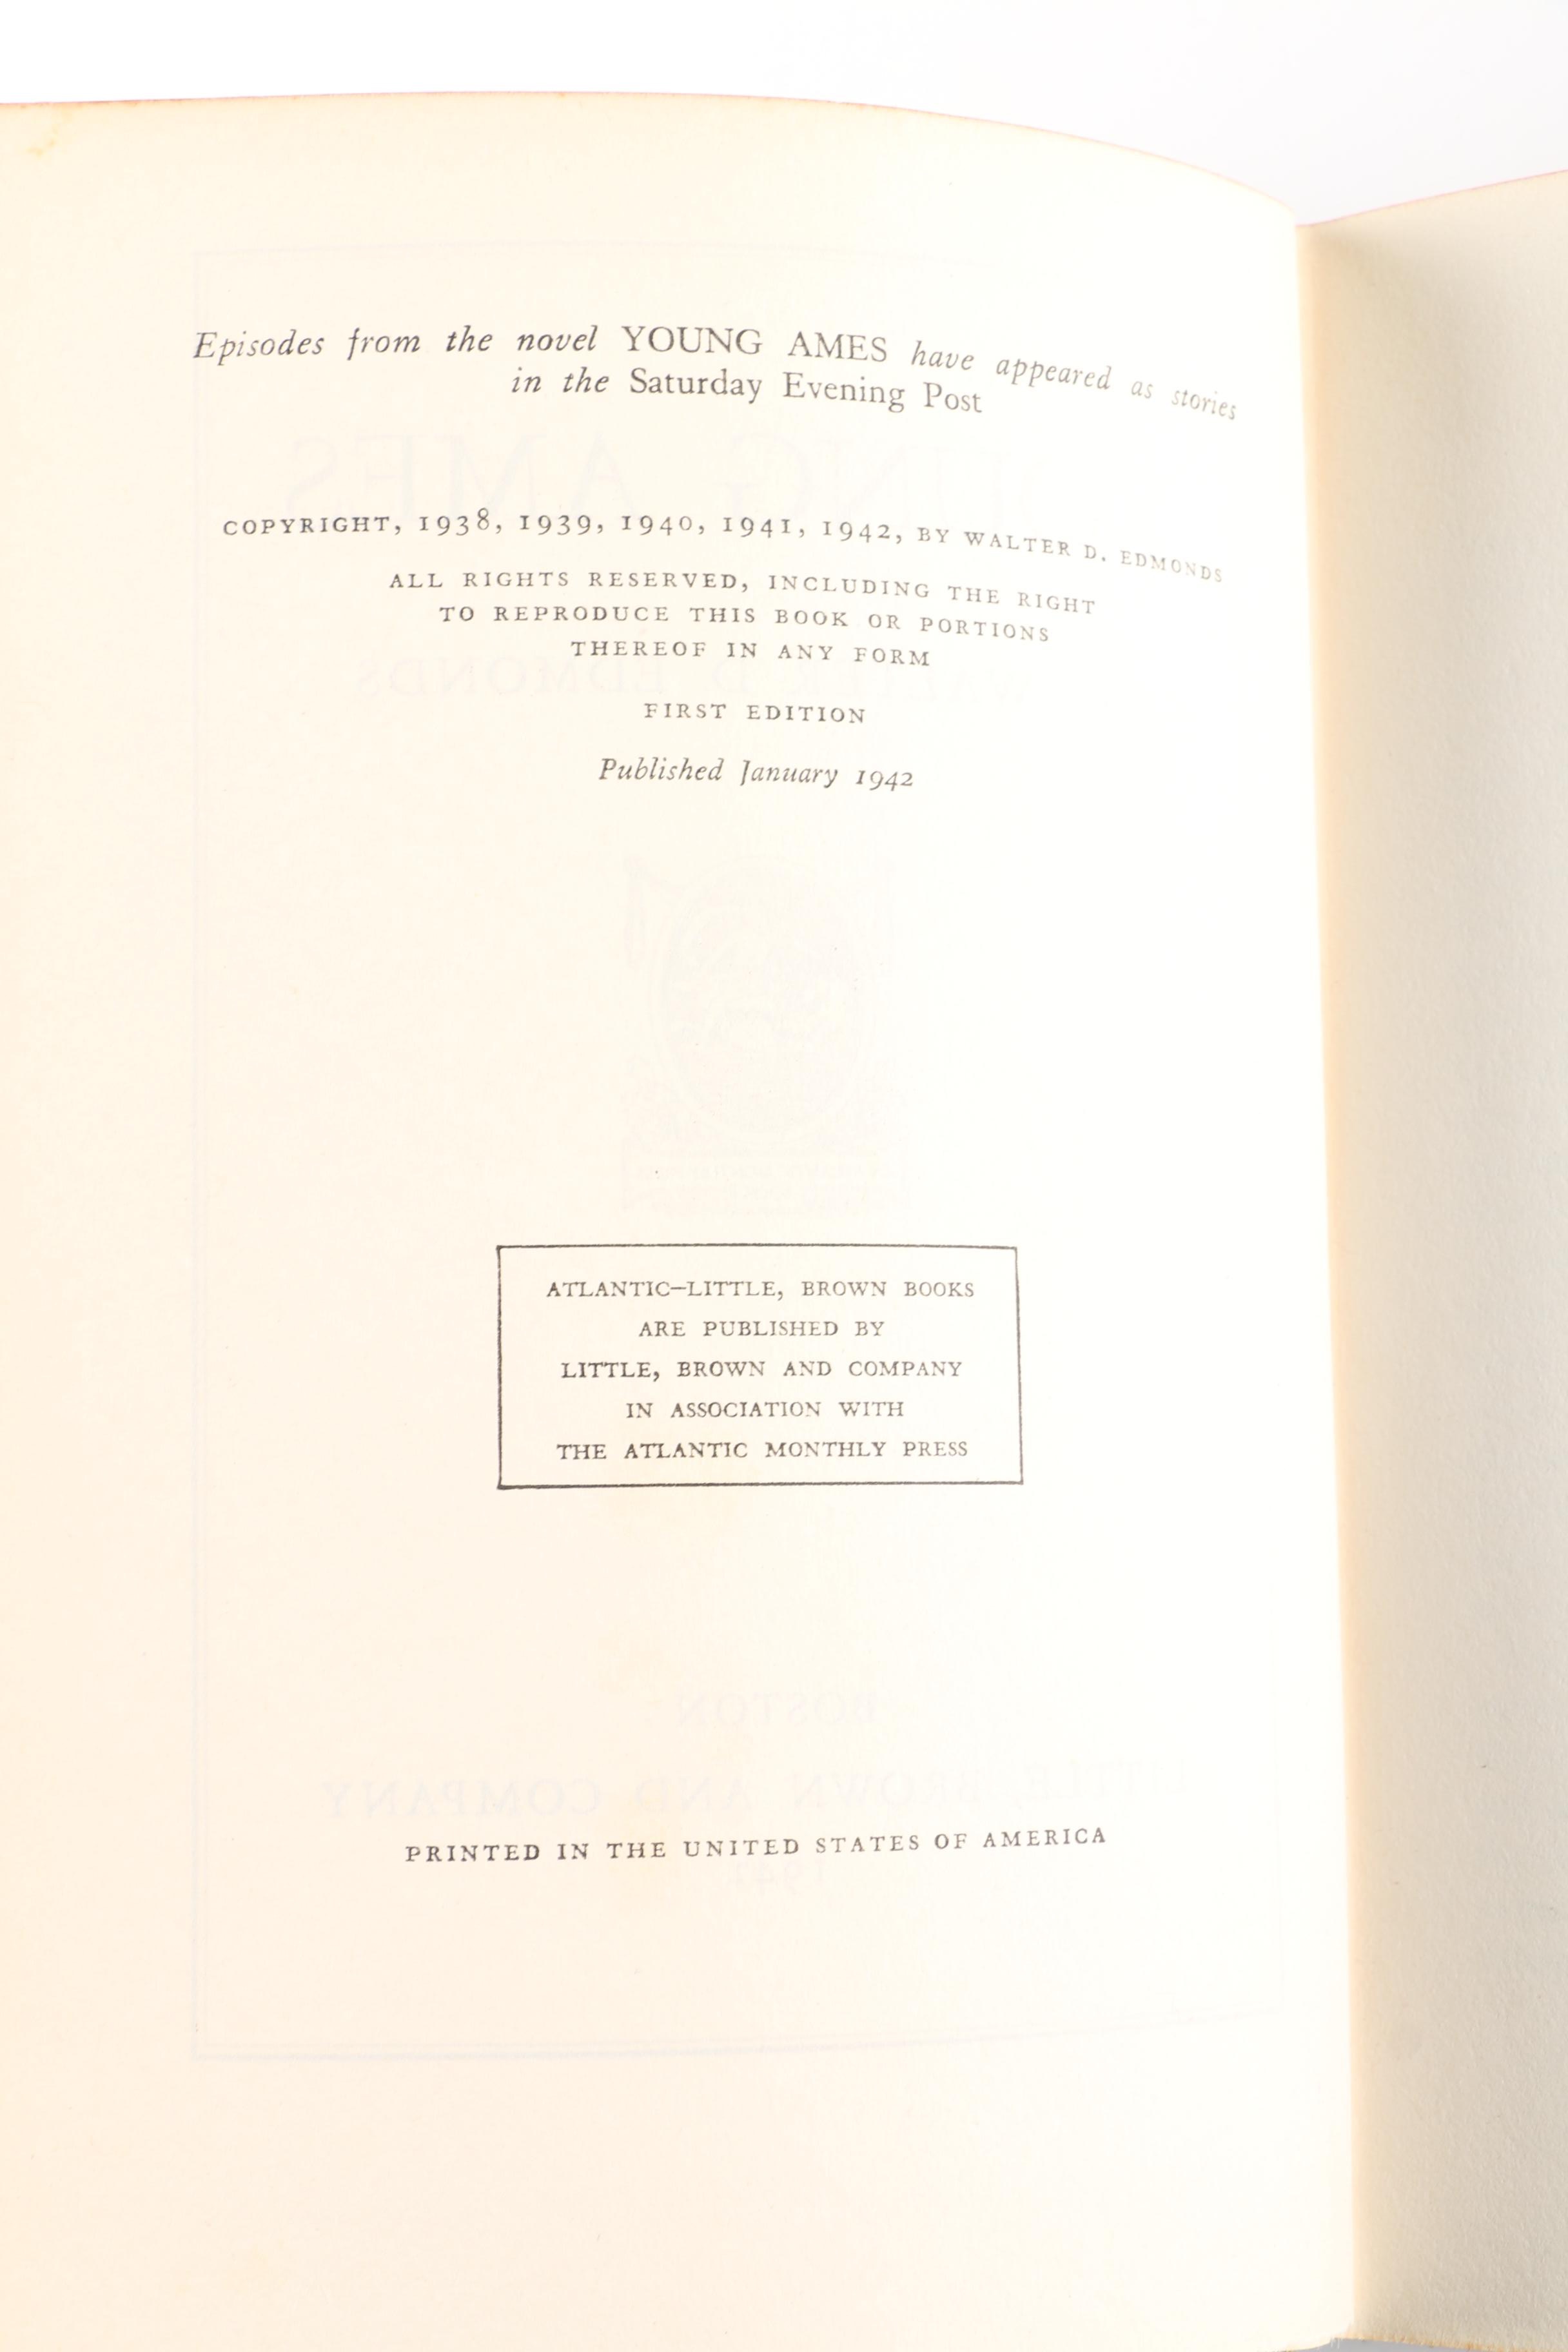 Episodes from the novel YOUNG AMES have appeared as stories
in the Saturday Evening Post
COPYRIGHT, 1938, 1939, 1940, 1941, 1942, BY WALTER D. EDMONDS
ALL RIGHTS RESERVED, INCLUDING THE RIGHT
TO REPRODUCE THIS BOOK OR PORTIONS
THEREOF IN ANY FORM
FIRST EDITION
Published January 1942
ATLANTIC–LITTLE, BROWN BOOKS
ARE PUBLISHED BY
LITTLE, BROWN AND COMPANY
IN ASSOCIATION WITH
THE ATLANTIC MONTHLY PRESS
PRINTED IN THE UNITED STATES OF AMERICA